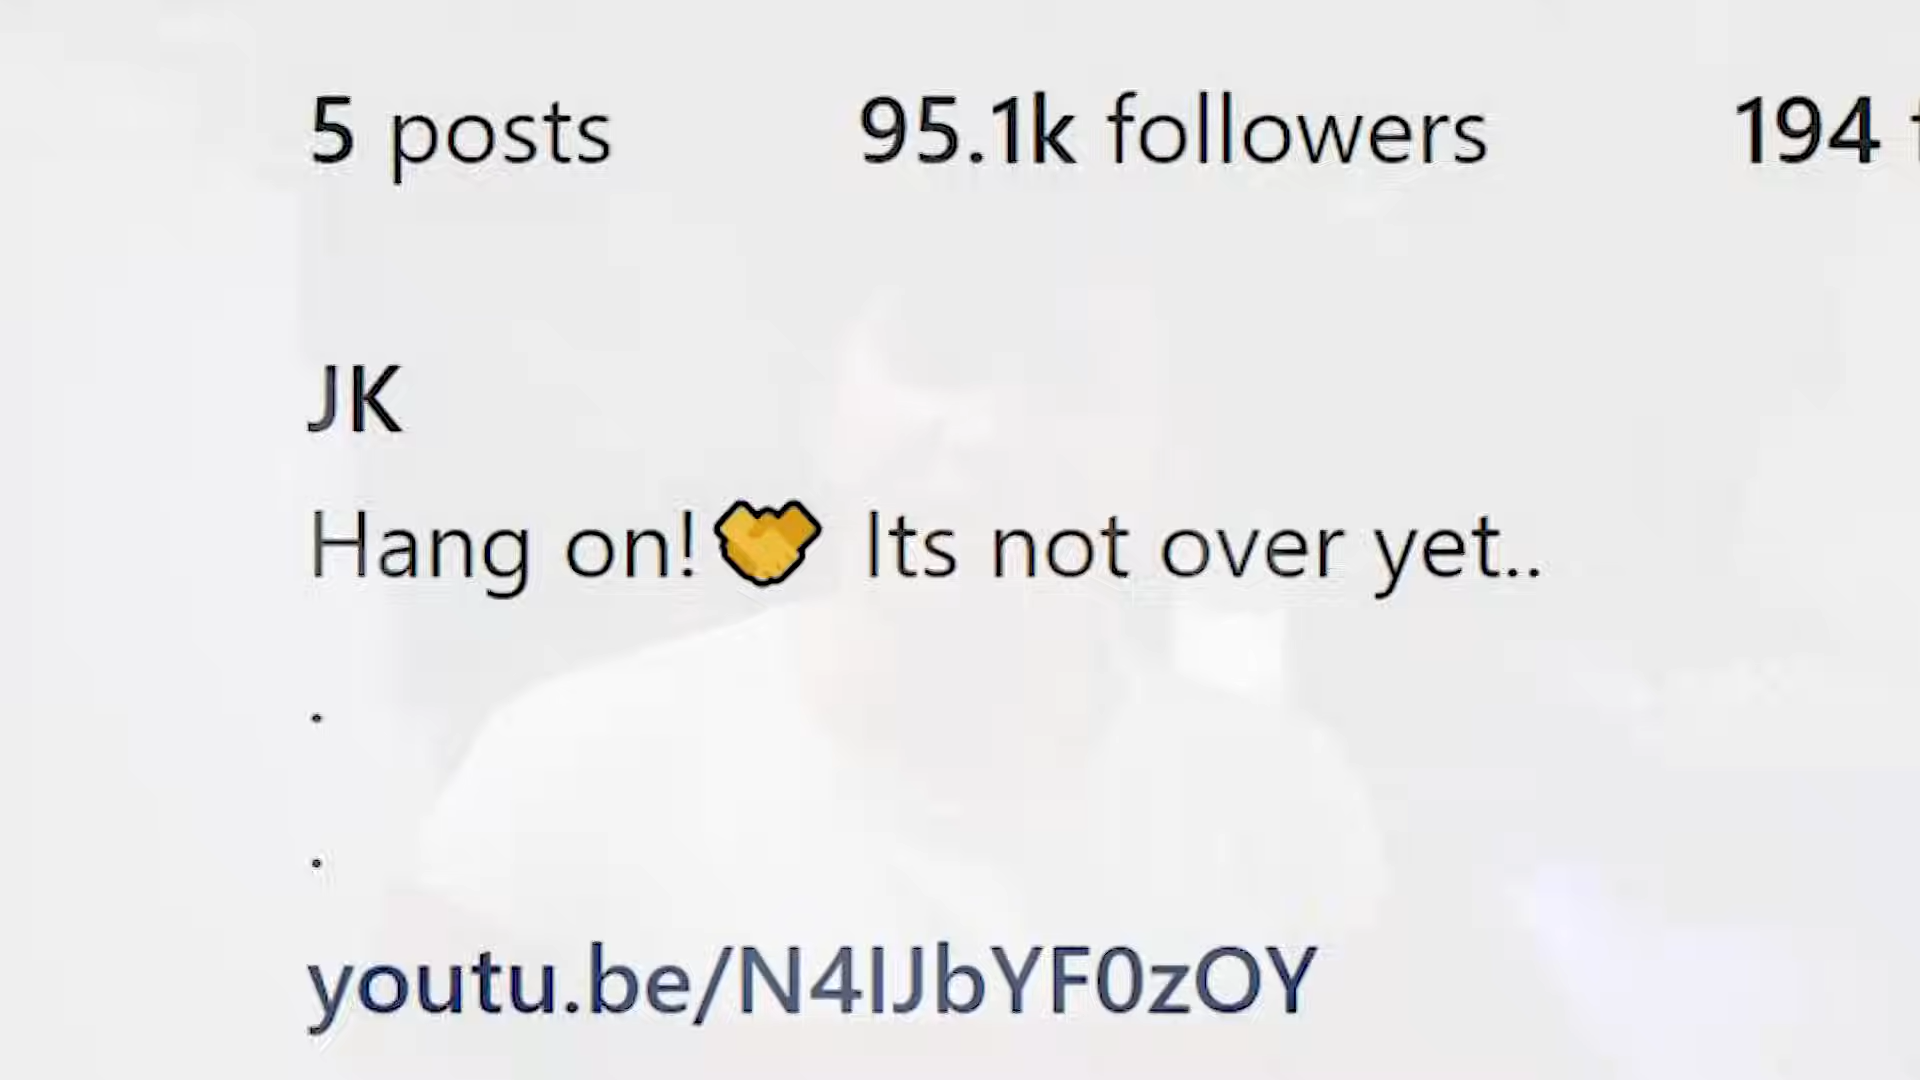 5 posts 95.1k followers 194
JK
Hang on!🤝 Its not over yet..
.
.
youtu.be/N4IJbYF0zOY